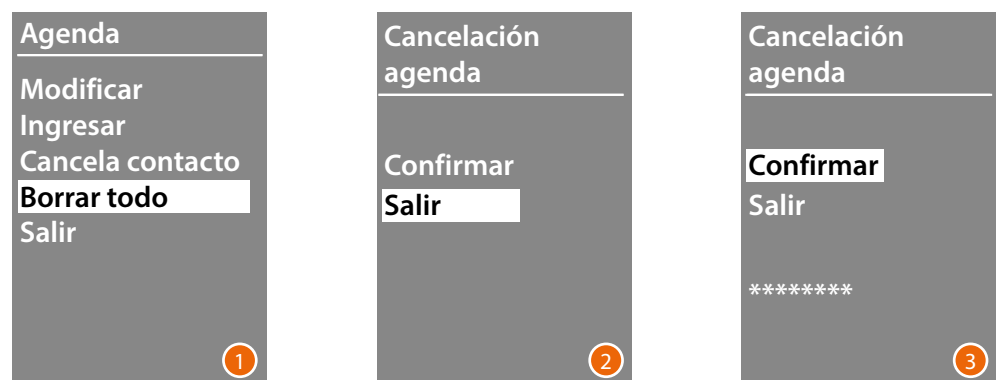 Agenda
Modificar
Ingresar
Cancela contacto
Borrar todo
Salir
1
Cancelación
agenda
Confirmar
Salir
2
Cancelación
agenda
Confirmar
Salir
********
3